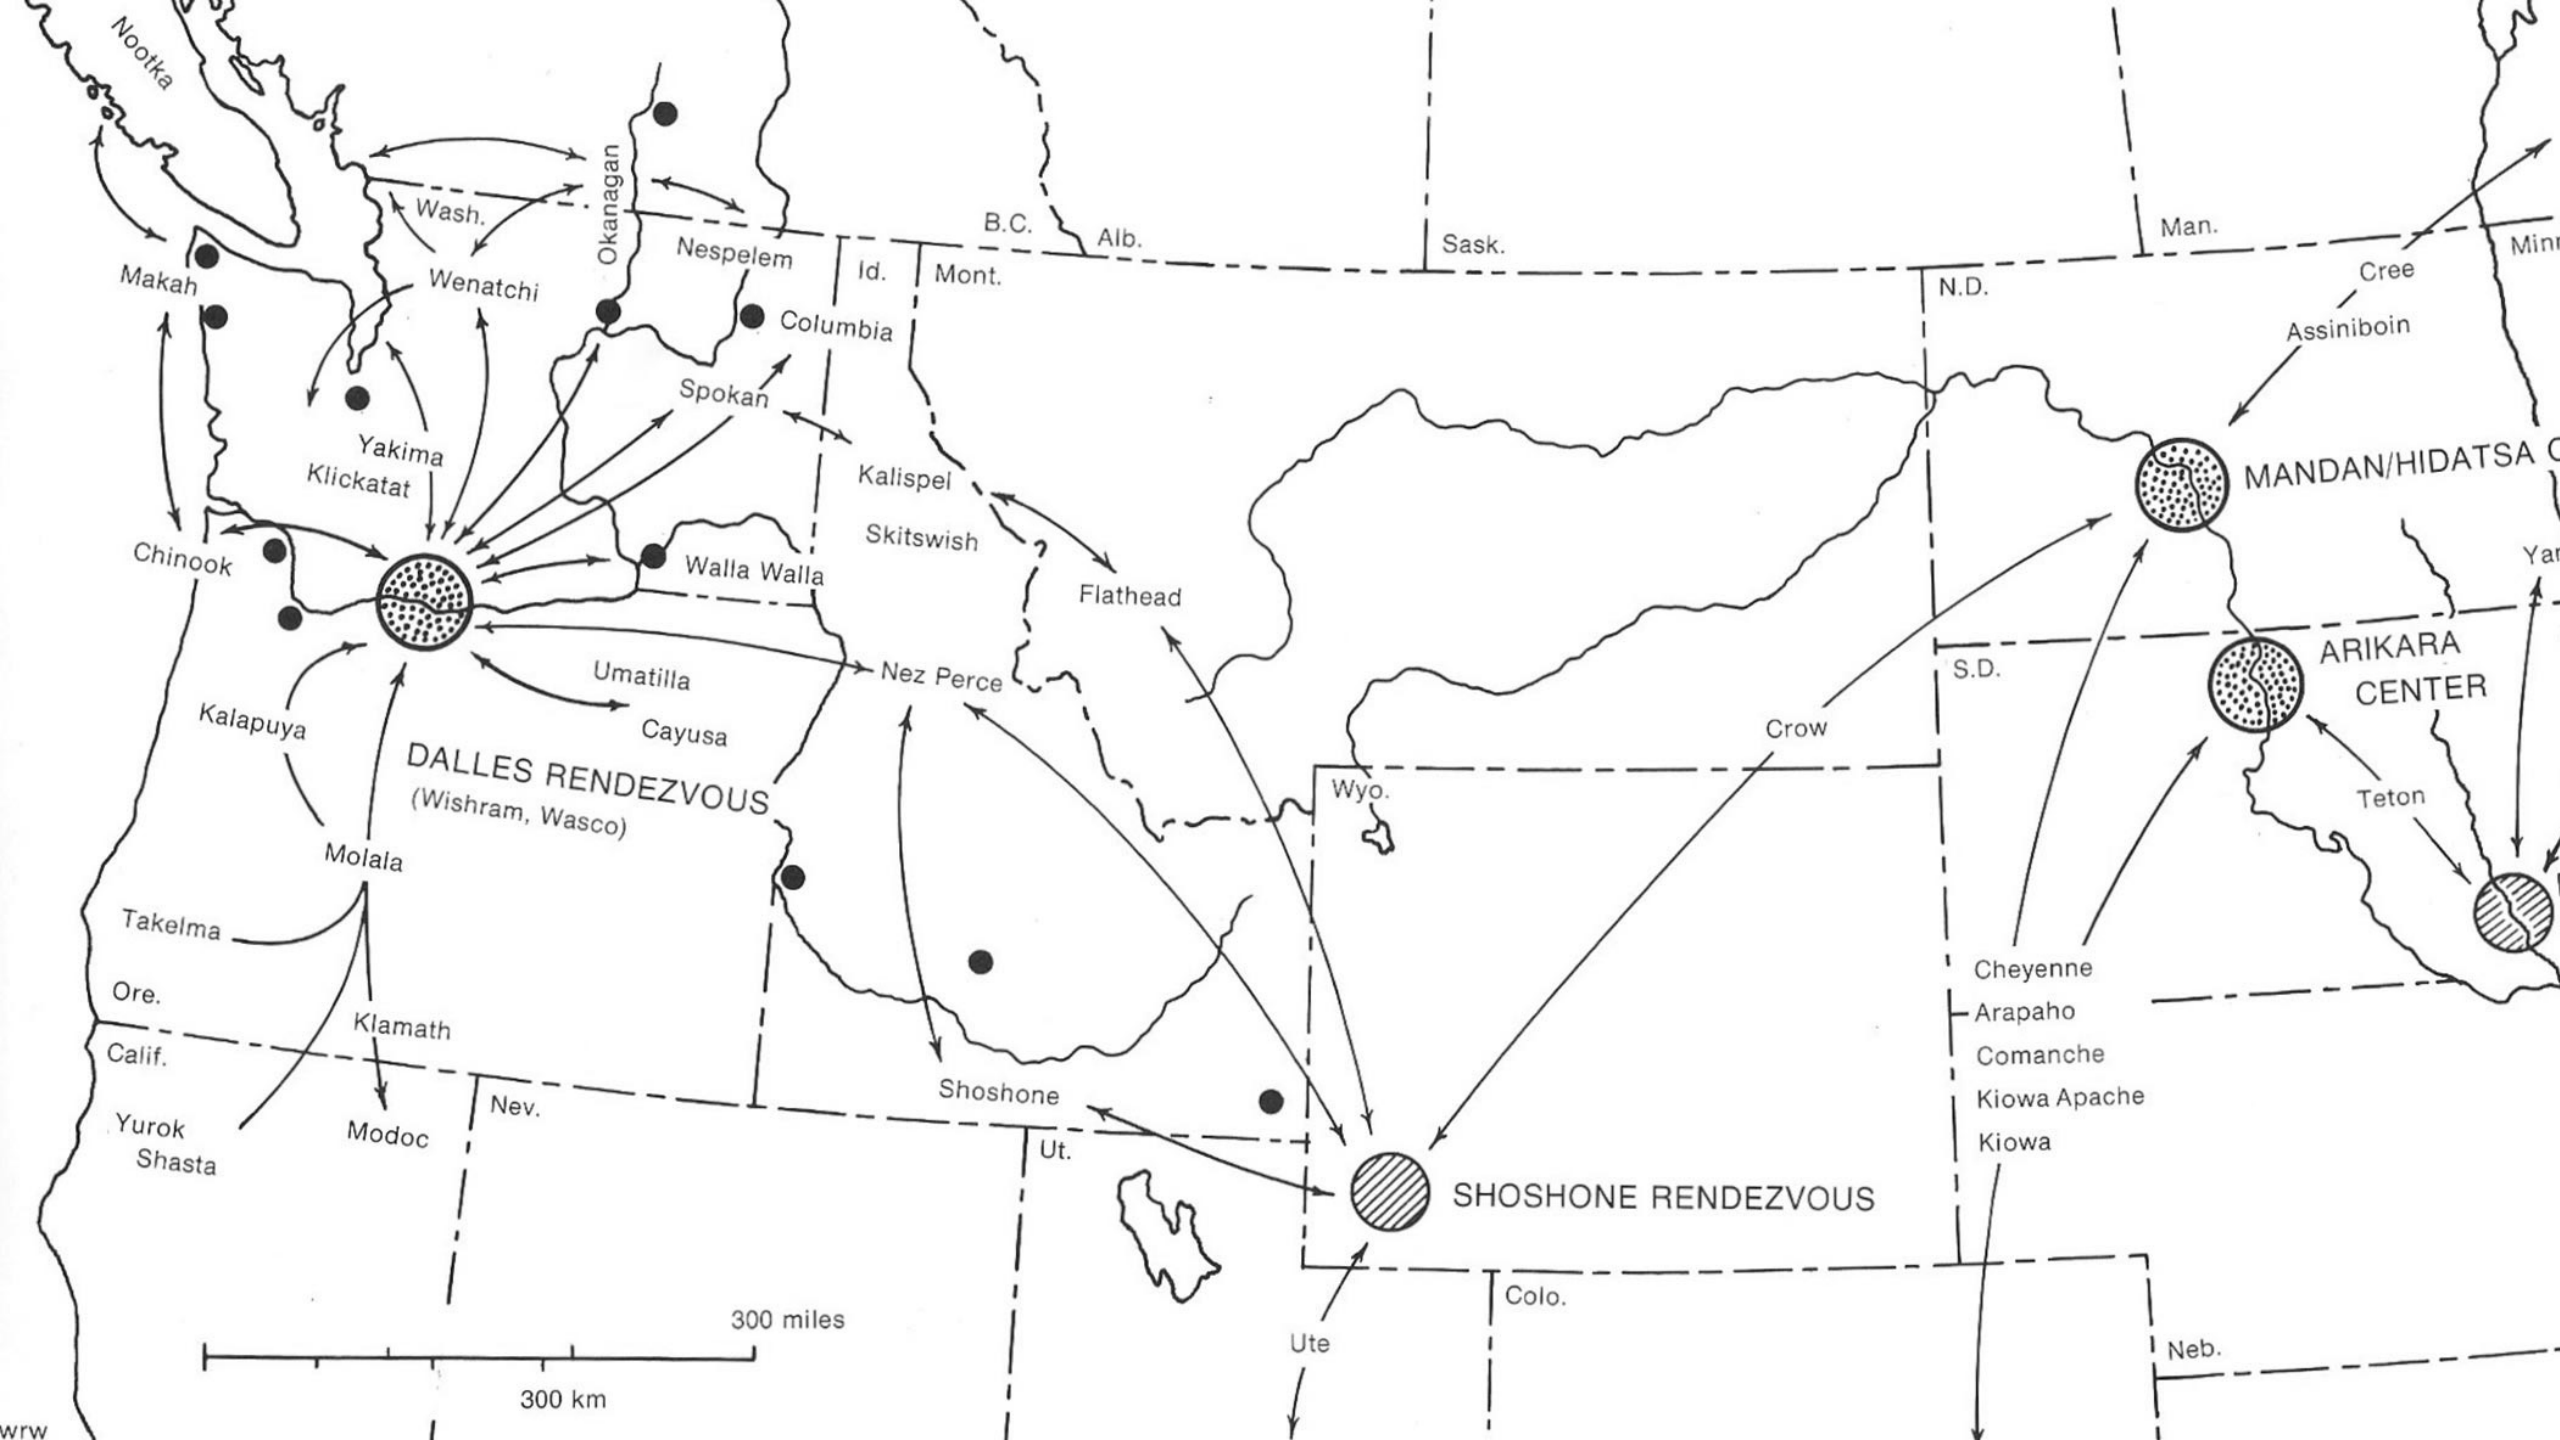 Nootka
Okanagan
Wash.
Makah
Wenatchi
Nespelem
Id.
Mont.
B.C.
Alb.
Sask.
Man.
Minn
N.D.
Cree
Assiniboin
Columbia
Spokan
Yakima
Klickatat
Kalispel
Skitswish
Chinook
Walla Walla
Flathead
MANDAN/HIDATSA C
Yan
ARIKARA
CENTER
S.D.
Umatilla
Nez Perce
Kalapuya
Cayusa
Crow
DALLES RENDEZVOUS
(Wishram, Wasco)
Wyo.
Teton
Molala
Takelma
Ore.
Klamath
Calif.
Yurok
Shasta
Modoc
Nev.
Shoshone
Ut.
Cheyenne
Arapaho
Comanche
Kiowa Apache
Kiowa
SHOSHONE RENDEZVOUS
Colo.
Ute
Neb.
300 miles
300 km
wrw